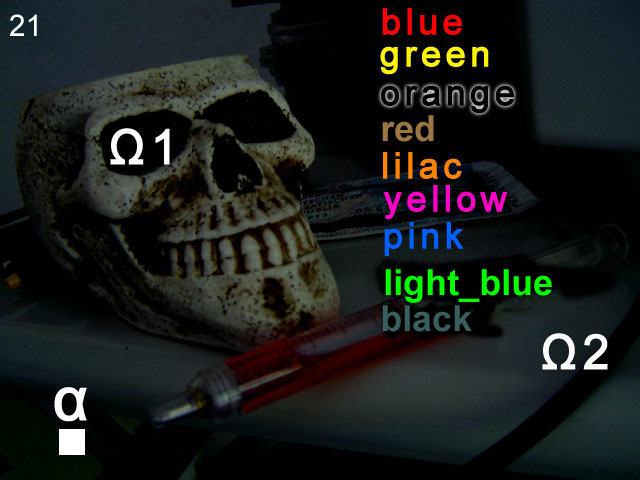 21
blue
green
orange
red
lilac
yellow
pink
light_blue
black
Ω1
Ω2
α